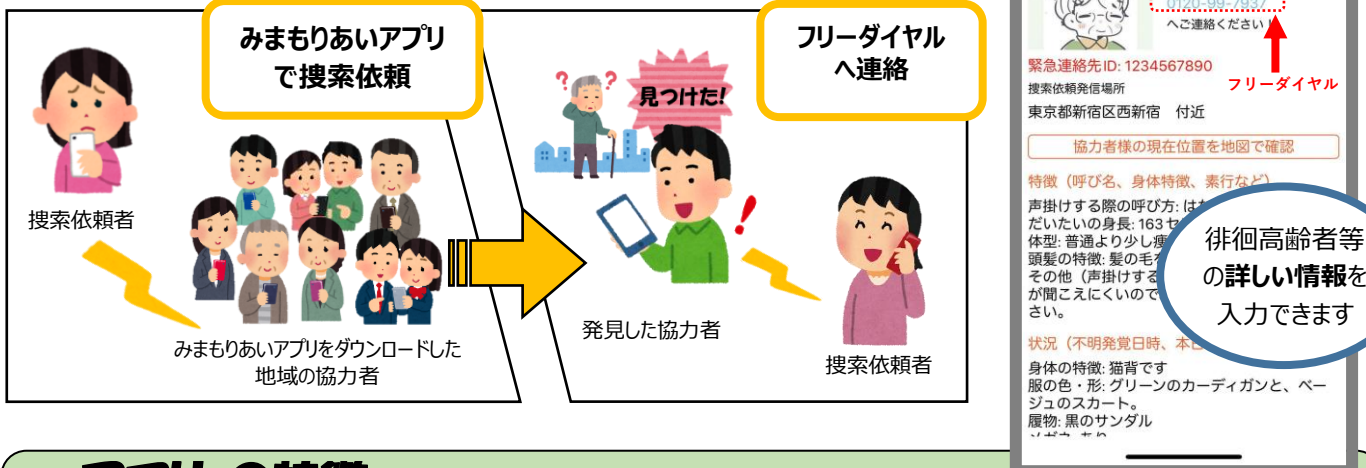 みまもりあいアプリ
で捜索依頼
捜索依頼者
みまもりあいアプリをダウンロードした
地域の協力者
フリーダイヤル
へ連絡
見つけた!
発見した協力者
捜索依頼者
0120-99-7937
へご連絡ください
緊急連絡先ID: 1234567890
フリーダイヤル
捜索依頼発信場所
東京都新宿区西新宿 付近
協力者様の現在位置を地図で確認
特徴（呼び名、身体特徴、素行など）
声掛けする際の呼び方: は
だいたいの身長: 163セ
体型: 普通より少し痩
頭髪の特徴: 髪の毛
その他（声掛けする
が聞こえにくいので
さい。
徘徊高齢者等
の詳しい情報を
入力できます
状況（不明発覚日時、本
身体の特徴: 猫背です
服の色・形: グリーンのカーディガンと、ベー
ジュのスカート。
履物: 黒のサンダル